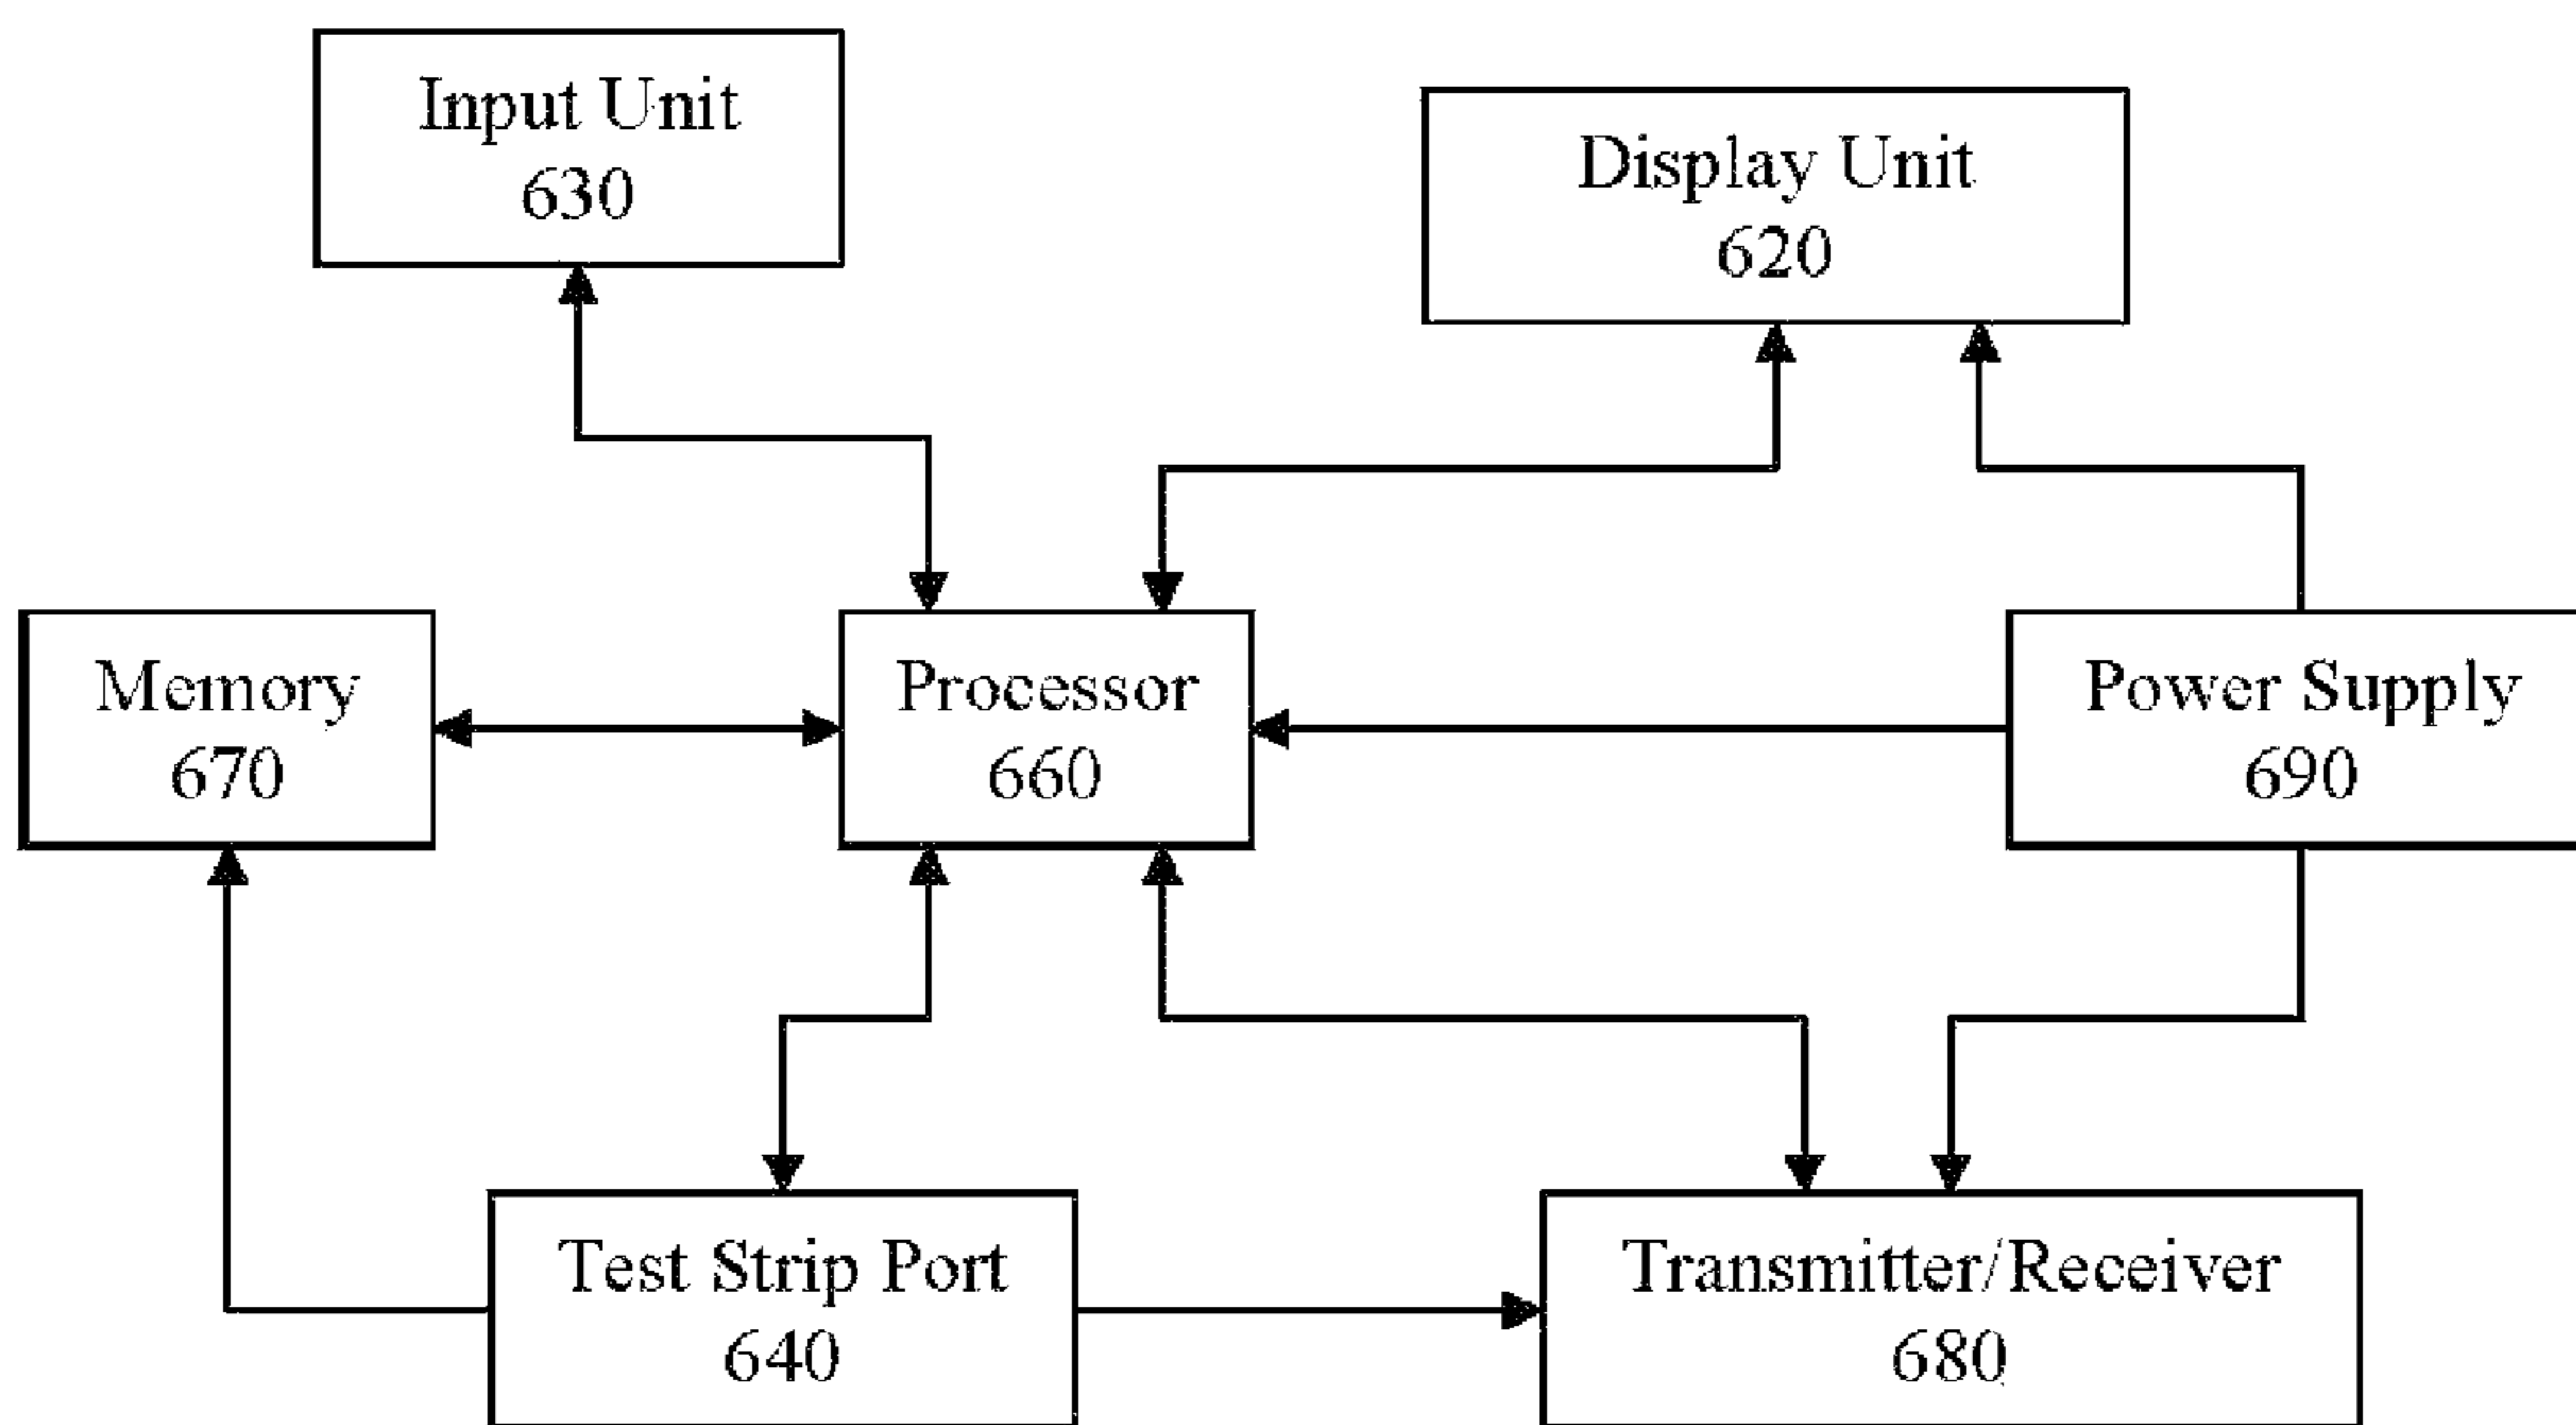 Input Unit
630
Display Unit
620
Memory
670
Processor
660
Power Supply
690
Test Strip Port
640
Transmitter/Receiver
680